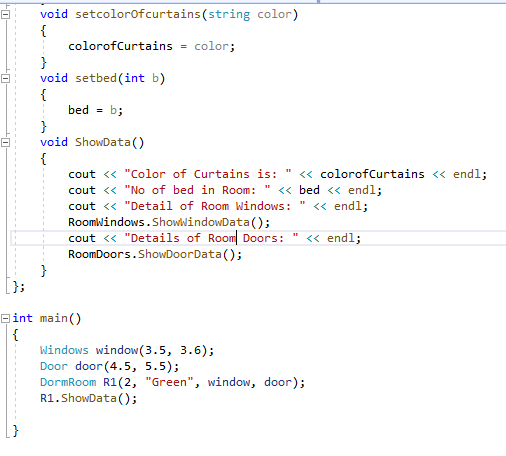 void setcolorOfcurtains(string color)
{
colorofCurtains = color;
}
void setbed(int b)
{
bed = b;
}
void ShowData()
{
cout << "Color of Curtains is: " << colorofCurtains << endl;
cout << "No of bed in Room: " << bed << endl;
cout << "Detail of Room Windows: " << endl;
RoomWindows.ShowWindowData();
cout << "Details of Room Doors: " << endl;
RoomDoors.ShowDoorData();
}
};
int main()
{
Windows window(3.5, 3.6);
Door door(4.5, 5.5);
DormRoom R1(2, "Green", window, door);
R1.ShowData();
}